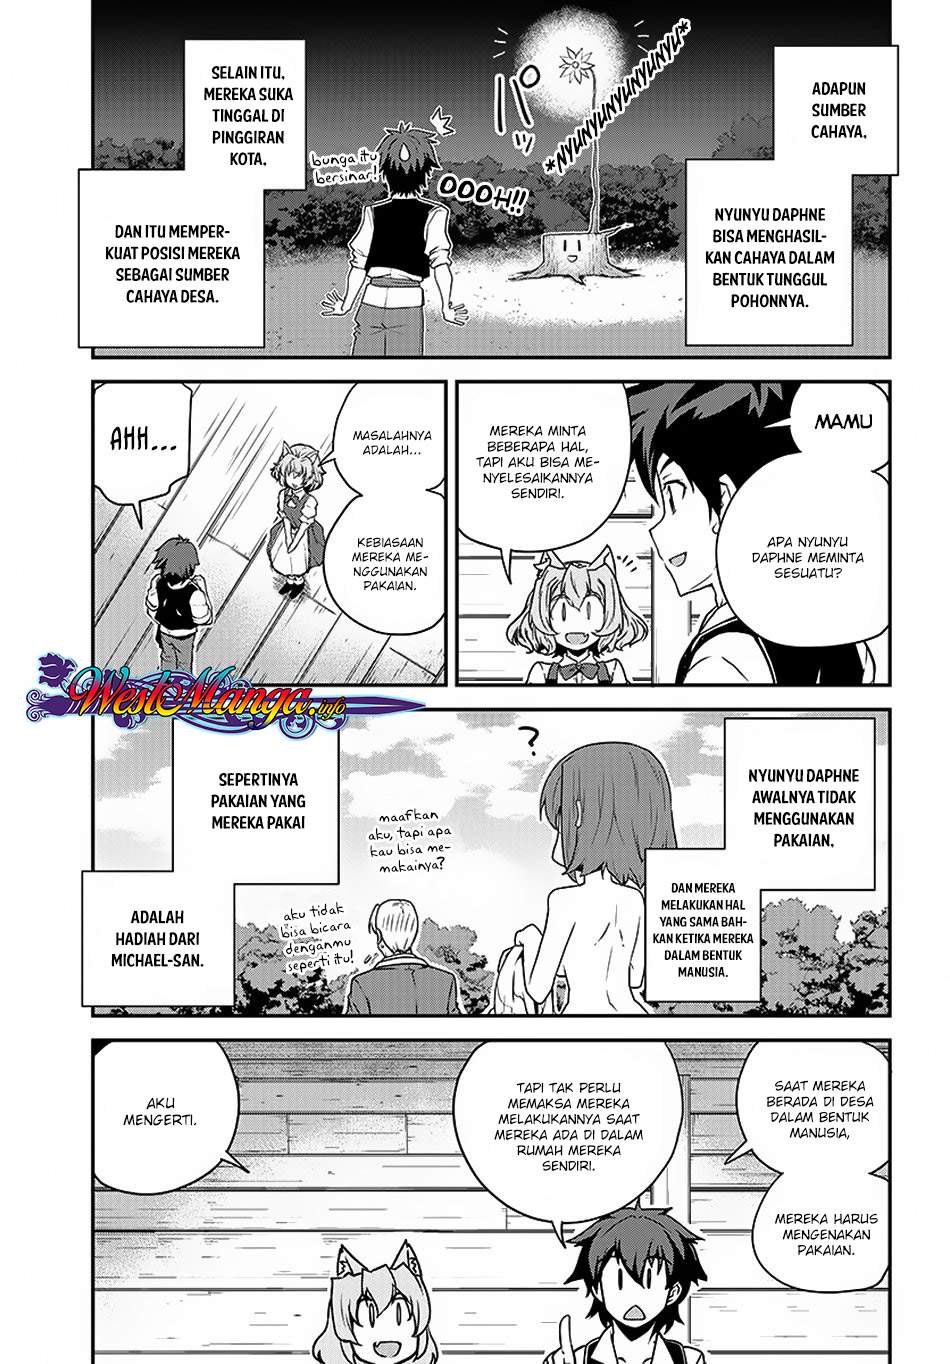 ADAPUN
SUMBER
CAHAYA,
NYUNYU DAPHNE
BISA MENGHASIL-
KAN CAHAYA DALAM
BENTUK TUNGGUL
POHONNYA.
*NYUNYUNYUNYUNYU*
OOOH!!
bunga itu
bersinar!
SELAIN ITU,
MEREKA SUKA
TINGGAL DI
PINGGIRAN
KOTA.
DAN ITU MEMPER-
KUAT POSISI MEREKA
SEBAGAI SUMBER
CAHAYA DESA.
MAMU
APA NYUNYU
DAPHNE MEMINTA
SESUATU?
MEREKA MINTA
BEBERAPA HAL,
TAPI AKU BISA ME-
NYELESAIKANNYA
SENDIRI.
MASALAHNYA
ADALAH...
KEBIASAAN
MEREKA ME-
NGGUNAKAN
PAKAIAN.
AHH...
WestManga.info
NYUNYU DAPHNE
AWALNYA TIDAK
MENGGUNAKAN
PAKAIAN,
DAN MEREKA
MELAKUKAN HAL
YANG SAMA BAH-
KAN KETIKA MEREKA
DALAM BENTUK
MANUSIA.
?
maafkan
aku, tapi apa
kau bisa me-
makainya?
aku tidak
bisa bicara
denganmu
seperti itu!
SEPERTINYA
PAKAIAN YANG
MEREKA PAKAI
ADALAH
HADIAH DARI
MICHAEL-SAN.
SAAT MEREKA
BERADA DI DESA
DALAM BENTUK
MANUSIA,
MEREKA HARUS
MENGENAKAN
PAKAIAN.
TAPI TAK PERLU
MEMAKSA MEREKA
MELAKUKANNYA SAAT
MEREKA ADA DI DALAM
RUMAH MEREKA
SENDIRI.
AKU
MENGERTI.